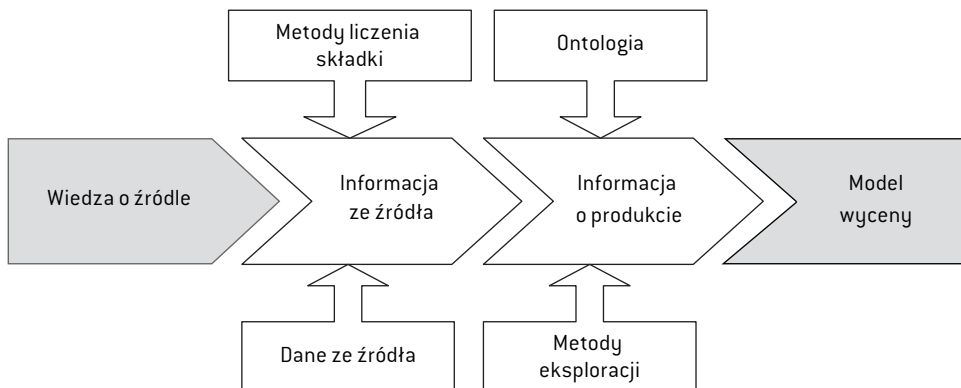 Metody liczenia
składki
Ontologia
Wiedza o źródle
Informacja
ze źródła
Informacja
o produkcie
Model
wyceny
Dane ze źródła
Metody
eksploracji